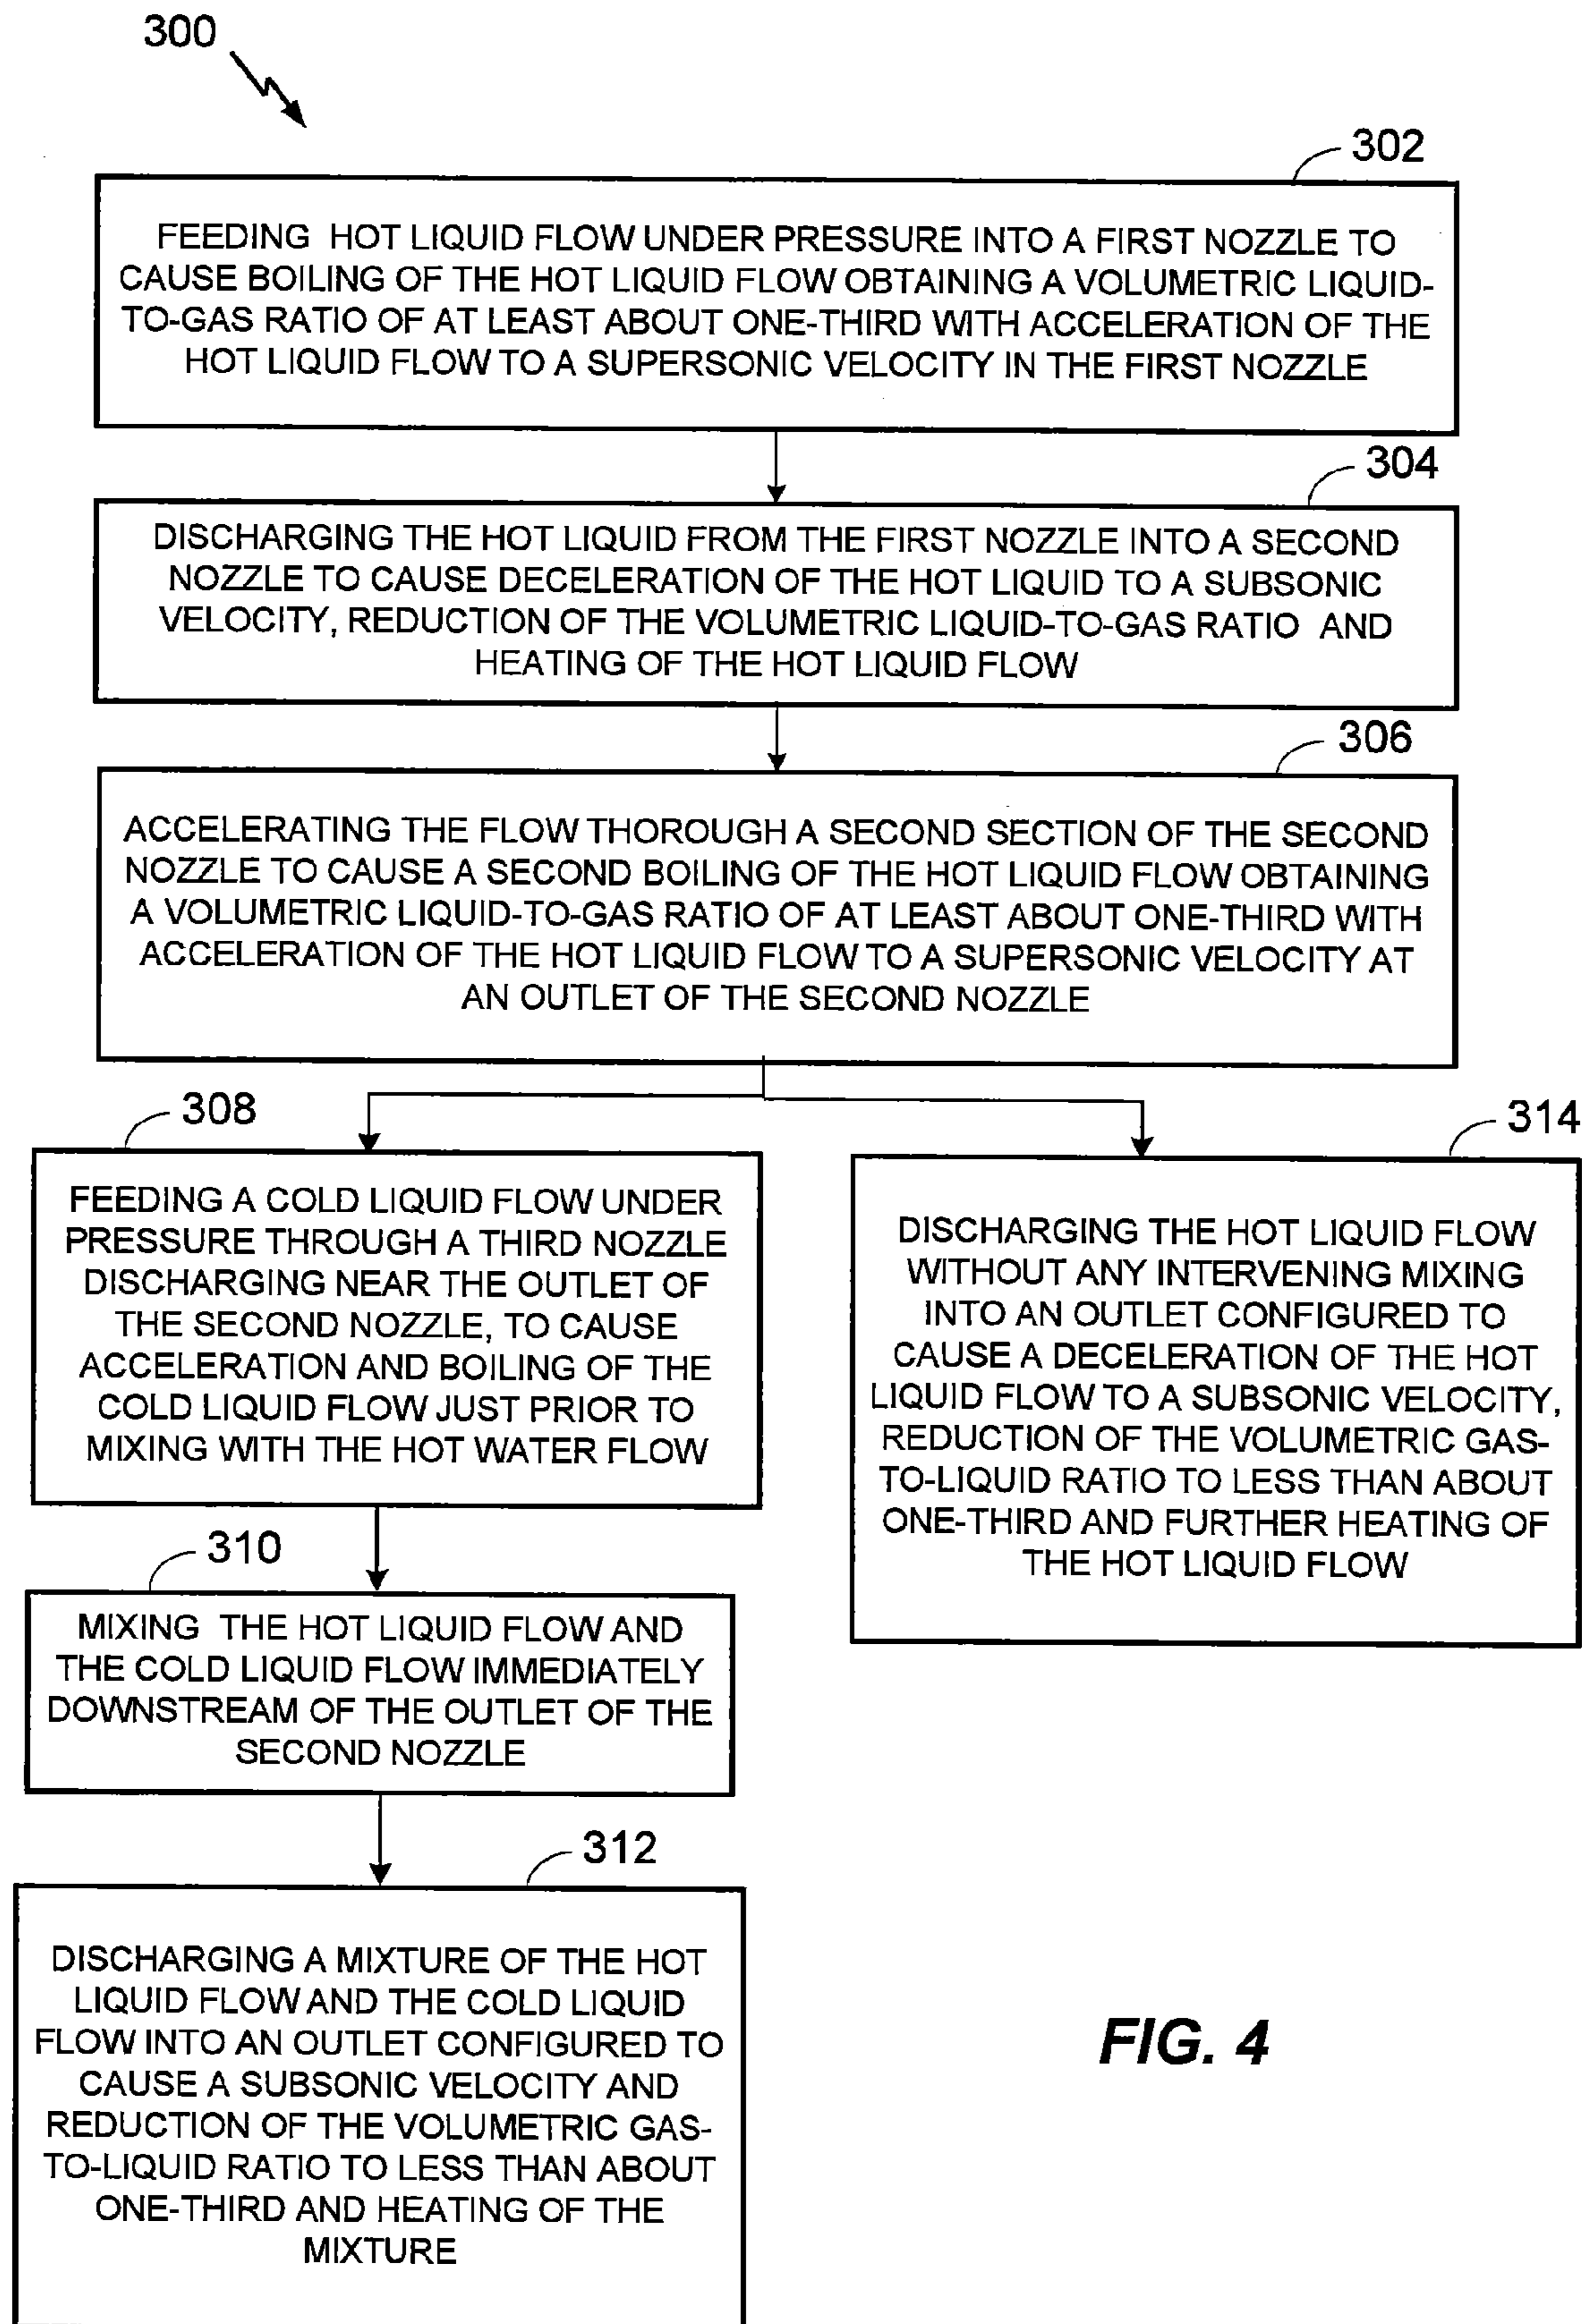 300
302
FEEDING HOT LIQUID FLOW UNDER PRESSURE INTO A FIRST NOZZLE TO
CAUSE BOILING OF THE HOT LIQUID FLOW OBTAINING A VOLUMETRIC LIQUID-
TO-GAS RATIO OF AT LEAST ABOUT ONE-THIRD WITH ACCELERATION OF THE
HOT LIQUID FLOW TO A SUPERSONIC VELOCITY IN THE FIRST NOZZLE
304
DISCHARGING THE HOT LIQUID FROM THE FIRST NOZZLE INTO A SECOND
NOZZLE TO CAUSE DECELERATION OF THE HOT LIQUID TO A SUBSONIC
VELOCITY, REDUCTION OF THE VOLUMETRIC LIQUID-TO-GAS RATIO AND
HEATING OF THE HOT LIQUID FLOW
306
ACCELERATING THE FLOW THOROUGH A SECOND SECTION OF THE SECOND
NOZZLE TO CAUSE A SECOND BOILING OF THE HOT LIQUID FLOW OBTAINING
A VOLUMETRIC LIQUID-TO-GAS RATIO OF AT LEAST ABOUT ONE-THIRD WITH
ACCELERATION OF THE HOT LIQUID FLOW TO A SUPERSONIC VELOCITY AT
AN OUTLET OF THE SECOND NOZZLE
308
FEEDING A COLD LIQUID FLOW UNDER
PRESSURE THROUGH A THIRD NOZZLE
DISCHARGING NEAR THE OUTLET OF
THE SECOND NOZZLE, TO CAUSE
ACCELERATION AND BOILING OF THE
COLD LIQUID FLOW JUST PRIOR TO
MIXING WITH THE HOT WATER FLOW
314
DISCHARGING THE HOT LIQUID FLOW
WITHOUT ANY INTERVENING MIXING
INTO AN OUTLET CONFIGURED TO
CAUSE A DECELERATION OF THE HOT
LIQUID FLOW TO A SUBSONIC VELOCITY,
REDUCTION OF THE VOLUMETRIC GAS-
TO-LIQUID RATIO TO LESS THAN ABOUT
ONE-THIRD AND FURTHER HEATING OF
THE HOT LIQUID FLOW
310
MIXING THE HOT LIQUID FLOW AND
THE COLD LIQUID FLOW IMMEDIATELY
DOWNSTREAM OF THE OUTLET OF THE
SECOND NOZZLE
312
DISCHARGING A MIXTURE OF THE HOT
LIQUID FLOW AND THE COLD LIQUID
FLOW INTO AN OUTLET CONFIGURED TO
CAUSE A SUBSONIC VELOCITY AND
REDUCTION OF THE VOLUMETRIC GAS-
TO-LIQUID RATIO TO LESS THAN ABOUT
ONE-THIRD AND HEATING OF THE
MIXTURE
FIG. 4